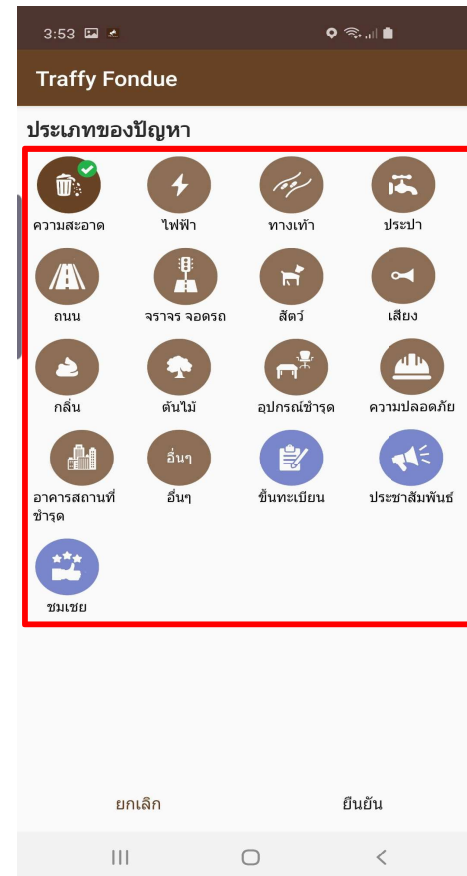 3:53
Traffy Fondue
ประเภทของปัญหา
ความสะอาด ไฟฟ้า ทางเท้า ประปา
ถนน จราจร จอดรถ สัตว์ เสียง
กลิ่น ต้นไม้ อุปกรณ์ชำรุด ความปลอดภัย
อื่นๆ
อาคารสถานที่ชำรุด อื่นๆ ขึ้นทะเบียน ประชาสัมพันธ์
ชมเชย
ยกเลิก ยืนยัน